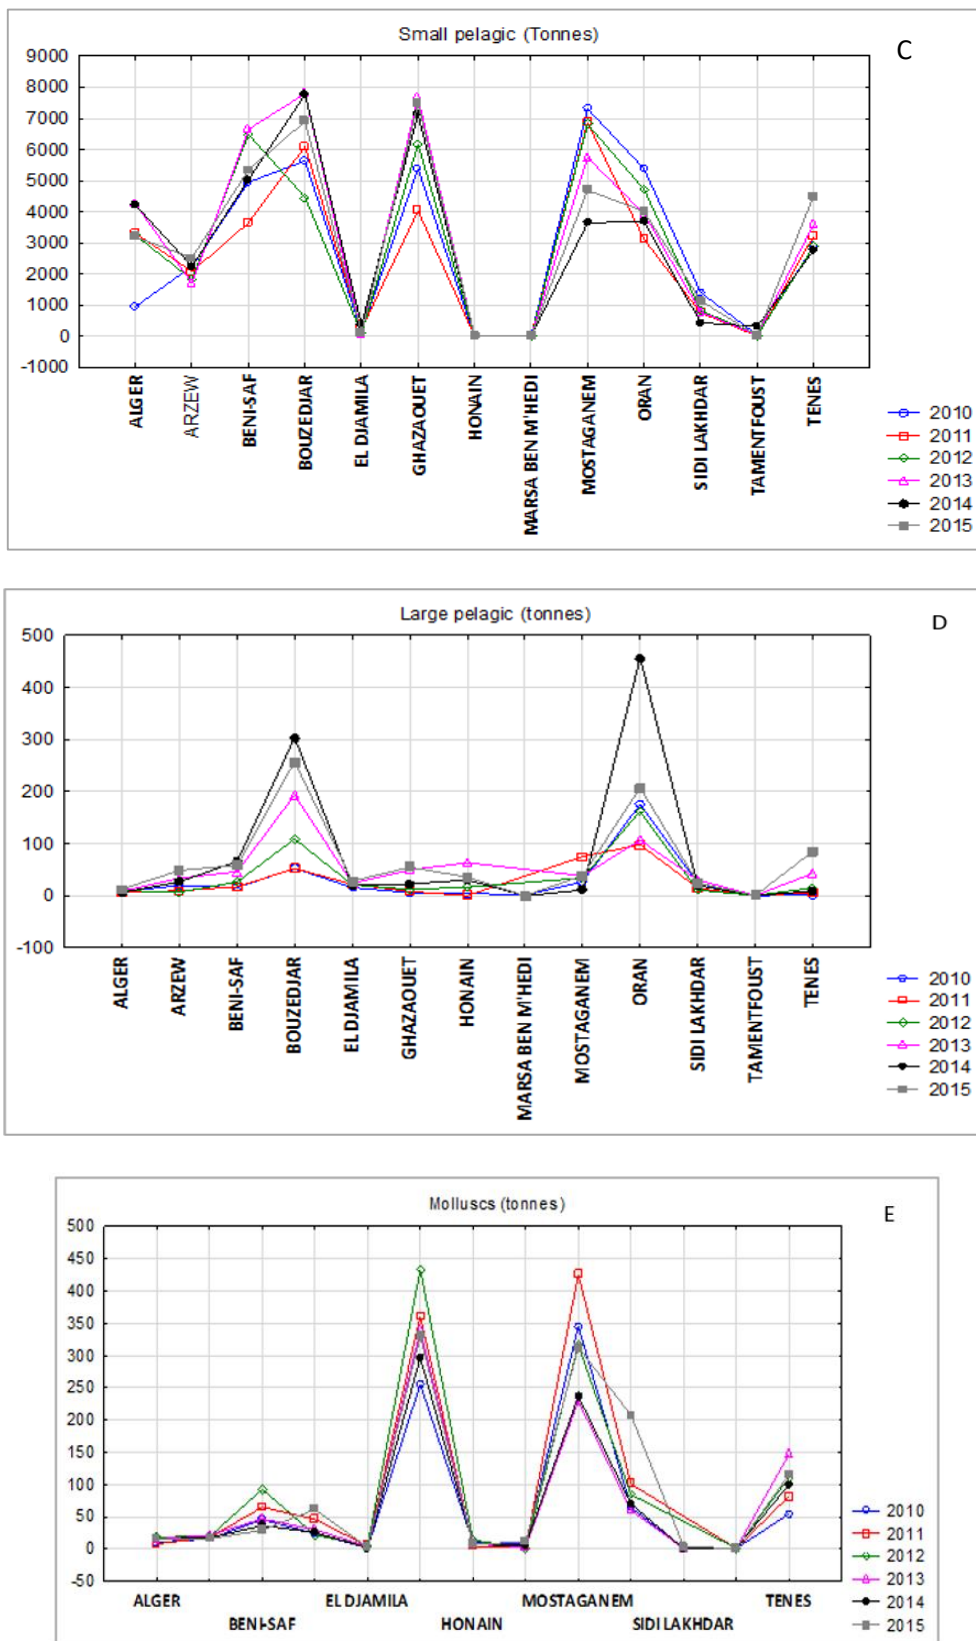 Small pelagic (Tonnes)
C
9000
8000
7000
6000
5000
4000
3000
2000
1000
0
-1000
ALGER
ARZEW
BENI-SAF
BOUZEDJAR
EL DJAMILA
GHAZAOUET
HONAIN
MARSA BEN M'HEDI
MOSTAGANEM
ORAN
SIDI LAKHDAR
TAMENTFOUST
TENES
2010
2011
2012
2013
2014
2015
Large pelagic (tonnes)
D
500
400
300
200
100
0
-100
ALGER
ARZEW
BENI-SAF
BOUZEDJAR
EL DJAMILA
GHAZAOUET
HONAIN
MARSA BEN M'HEDI
MOSTAGANEM
ORAN
SIDI LAKHDAR
TAMENTFOUST
TENES
2010
2011
2012
2013
2014
2015
Molluscs (tonnes)
E
500
450
400
350
300
250
200
150
100
50
0
-50
ALGER
BENI-SAF
EL DJAMILA
HONAIN
MOSTAGANEM
SIDI LAKHDAR
TENES
2010
2011
2012
2013
2014
2015